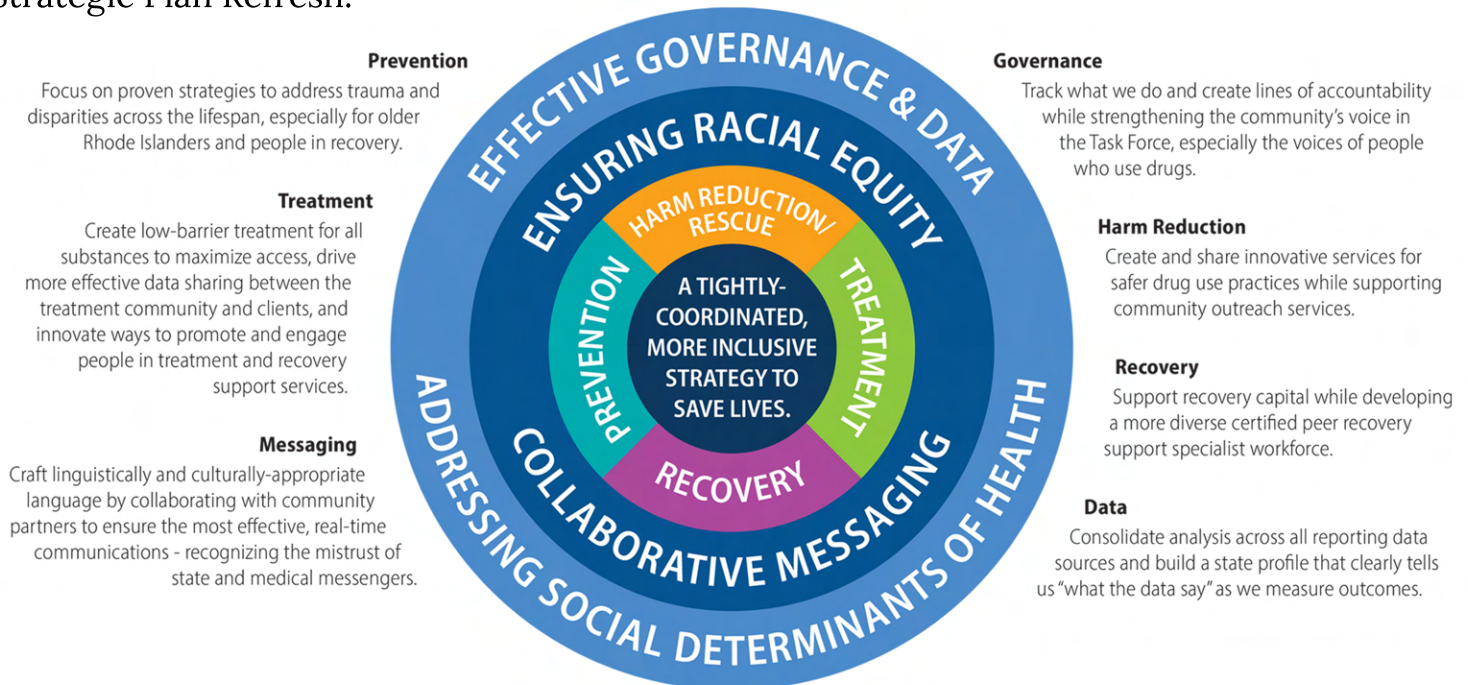 Strategic Plan Refresh.
Prevention
Focus on proven strategies to address trauma and
disparities across the lifespan, especially for older
Rhode Islanders and people in recovery.
Treatment
Create low-barrier treatment for all
substances to maximize access, drive
more effective data sharing between the
treatment community and clients, and
innovate ways to promote and engage
people in treatment and recovery
support services.
Messaging
Craft linguistically and culturally-appropriate
language by collaborating with community
partners to ensure the most effective, real-time
communications - recognizing the mistrust of
state and medical messengers.
EFFECTIVE GOVERNANCE & DATA
ENSURING RACIAL EQUITY
HARM REDUCTION/
RESCUE
PREVENTION
TREATMENT
A TIGHTLY-
COORDINATED,
MORE INCLUSIVE
STRATEGY TO
SAVE LIVES.
RECOVERY
COLLABORATIVE MESSAGING
ADDRESSING SOCIAL DETERMINANTS OF HEALTH
Governance
Track what we do and create lines of accountability
while strengthening the community’s voice in
the Task Force, especially the voices of people
who use drugs.
Harm Reduction
Create and share innovative services for
safer drug use practices while supporting
community outreach services.
Recovery
Support recovery capital while developing
a more diverse certified peer recovery
support specialist workforce.
Data
Consolidate analysis across all reporting data
sources and build a state profile that clearly tells
us “what the data say” as we measure outcomes.